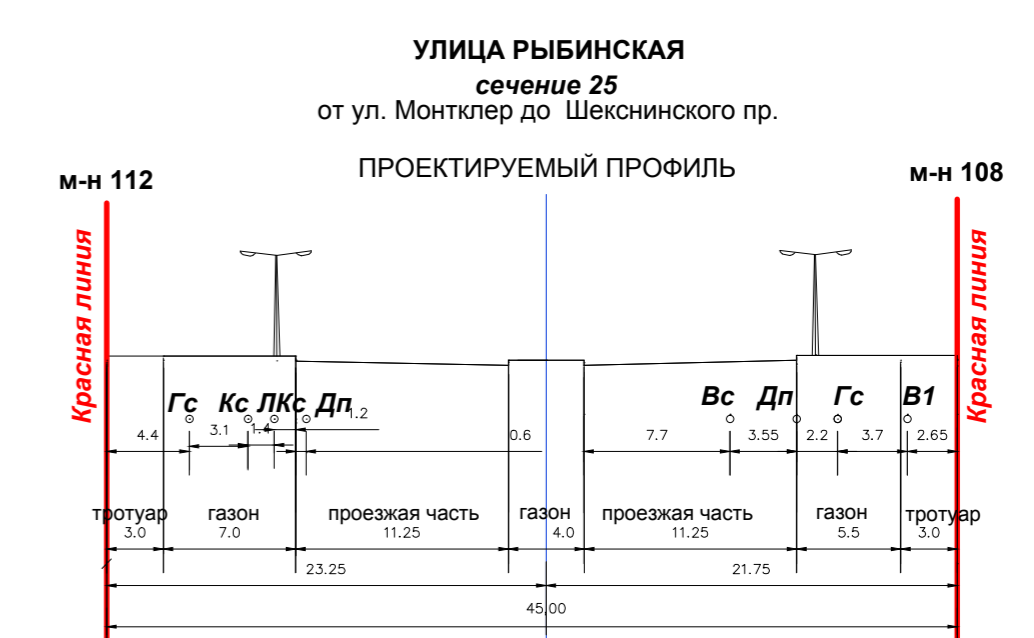 УЛИЦА РЫБИНСКАЯ
сечение 25
от ул. Монтклер до Шекснинского пр.
ПРОЕКТИРУЕМЫЙ ПРОФИЛЬ
м-н 112
м-н 108
Красная линия
Красная линия
Гс Кс ЛКс Дп
1.2
Вс Дп Гс В1
4.4 3.1 1.4 0.6 7.7 3.55 2.2 3.7 2.65
тротуар газон проезжая часть газон проезжая часть газон тротуар
3.0 7.0 11.25 4.0 11.25 5.5 3.0
23.25 21.75
45.00